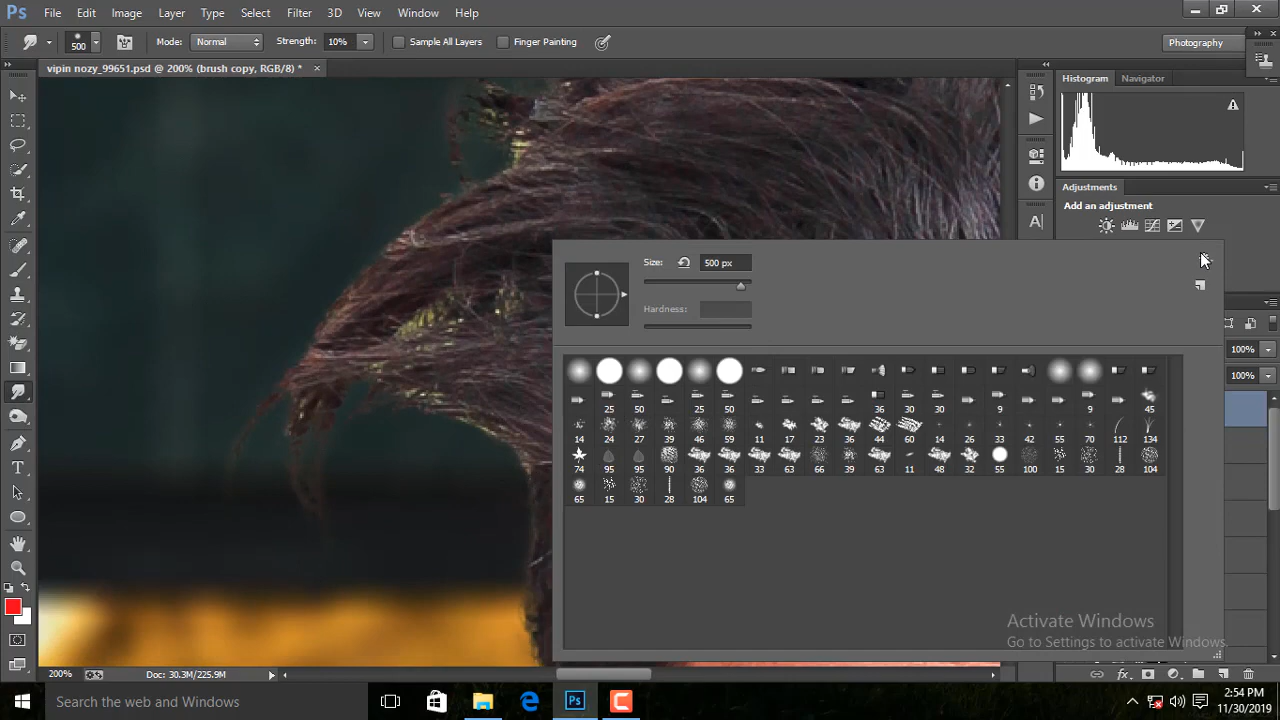 Ps File Edit Image Layer Type Select Filter 3D View Window Help
500 Mode: Normal Strength: 10% Sample All Layers Finger Painting Photography
vipin nozy_99651.psd @ 200% (brush copy, RGB/8) * ×
Histogram Navigator
Adjustments
Add an adjustment
Size: 500 px
Hardness:
100%
100%
25 50 25 50 36 30 30 9 9 45
14 24 27 39 46 59 11 17 23 36 44 60 14 26 33 42 55 70 112 134
74 95 95 90 36 36 33 63 66 39 63 11 48 32 55 100 15 30 28 104
65 15 30 28 104 65
Activate Windows
Go to Settings to activate Windows.
200% Doc: 30.3M/225.9M
Search the web and Windows
2:54 PM
11/30/2019